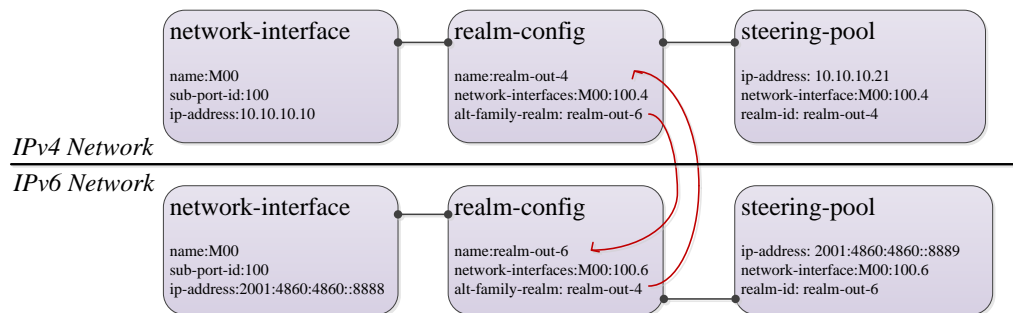 network-interface
name:M00
sub-port-id:100
ip-address:10.10.10.10
realm-config
name:realm-out-4
network-interfaces:M00:100.4
alt-family-realm: realm-out-6
steering-pool
ip-address: 10.10.10.21
network-interface:M00:100.4
realm-id: realm-out-4
IPv4 Network
IPv6 Network
network-interface
name:M00
sub-port-id:100
ip-address:2001:4860:4860::8888
realm-config
name:realm-out-6
network-interfaces:M00:100.6
alt-family-realm: realm-out-4
steering-pool
ip-address: 2001:4860:4860::8889
network-interface:M00:100.6
realm-id: realm-out-6